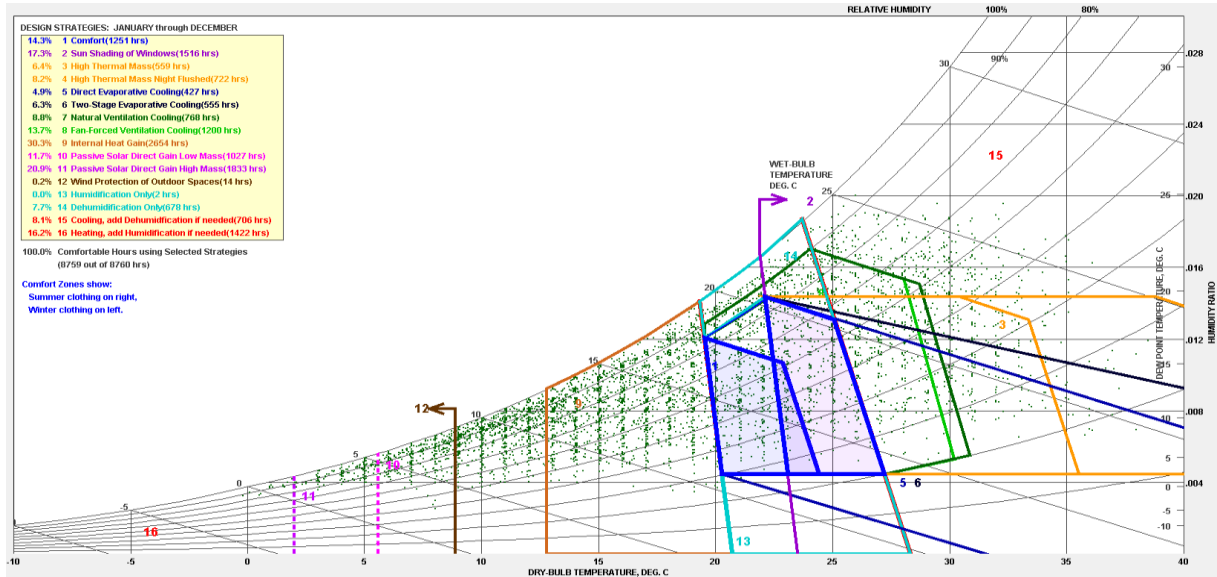 RELATIVE HUMIDITY 100% 80%
DESIGN STRATEGIES: JANUARY through DECEMBER
14.3% 1 Comfort(1251 hrs)
17.3% 2 Sun Shading of Windows(1516 hrs)
6.4% 3 High Thermal Mass(559 hrs)
8.2% 4 High Thermal Mass Night Flushed(722 hrs)
4.9% 5 Direct Evaporative Cooling(427 hrs)
6.3% 6 Two-Stage Evaporative Cooling(555 hrs)
8.8% 7 Natural Ventilation Cooling(768 hrs)
13.7% 8 Fan-Forced Ventilation Cooling(1200 hrs)
30.3% 9 Internal Heat Gain(2654 hrs)
11.7% 10 Passive Solar Direct Gain Low Mass(1027 hrs)
20.9% 11 Passive Solar Direct Gain High Mass(1833 hrs)
0.2% 12 Wind Protection of Outdoor Spaces(14 hrs)
0.0% 13 Humidification Only(2 hrs)
7.7% 14 Dehumidification Only(678 hrs)
8.1% 15 Cooling, add Dehumidfication if needed(706 hrs)
16.2% 16 Heating, add Humidification if needed(1422 hrs)
100.0% Comfortable Hours using Selected Strategies
(8759 out of 8760 hrs)
Comfort Zones show:
Summer clothing on right,
Winter clothing on left.
WET-BULB
TEMPERATURE
DEG. C
90%
30
25
20
15
10
5
0
-5
2
14
15
3
1
9
12
10
11
16
5 6
13
.028
.024
.020
.016
.012
.008
.004
HUMIDITY RATIO
DEW POINT TEMPERATURE, DEG. C
30
25
15
10
5
0
-5
-10
-10 -5 0 5 10 15 20 25 30 35 40
DRY-BULB TEMPERATURE, DEG. C